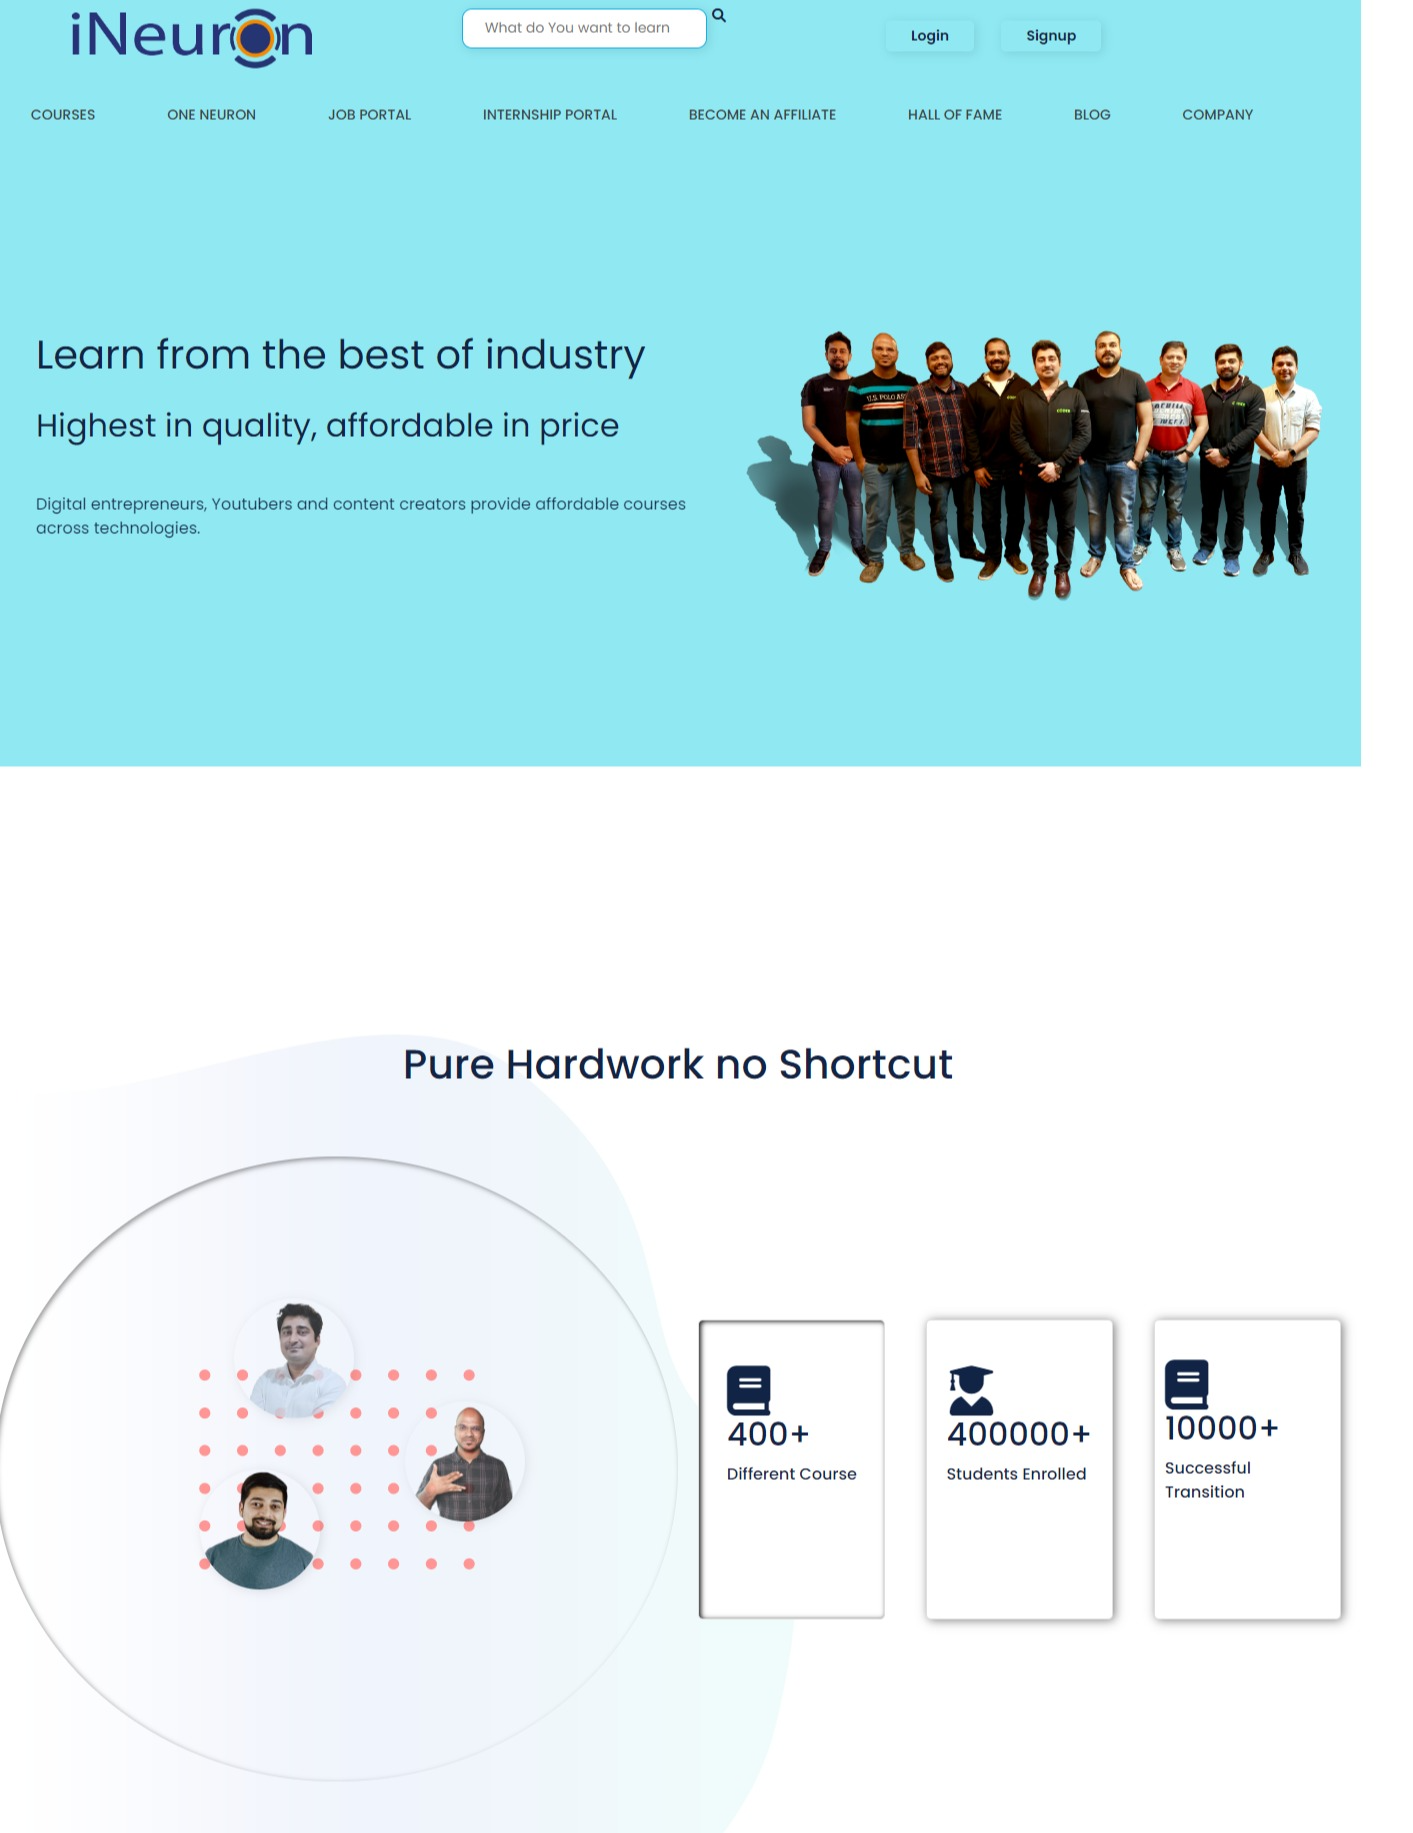 iNeuron
What do You want to learn
Login
Signup
COURSES
ONE NEURON
JOB PORTAL
INTERNSHIP PORTAL
BECOME AN AFFILIATE
HALL OF FAME
BLOG
COMPANY
Learn from the best of industry
Highest in quality, affordable in price
Digital entrepreneurs, Youtubers and content creators provide affordable courses
across technologies.
U.S. POLO
Pure Hardwork no Shortcut
400+
Different Course
400000+
Students Enrolled
10000+
Successful
Transition